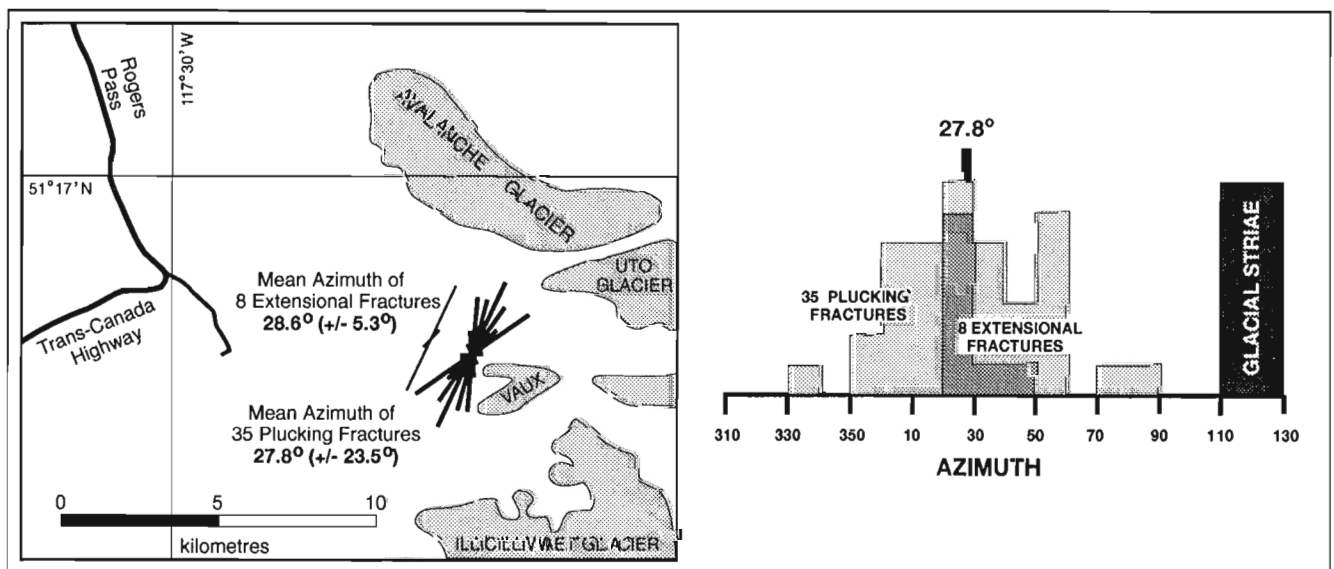 Rogers
Pass
117°30'W
51°17'N
Trans-Canada
Highway
AVALANCHE GLACIER
UTO
GLACIER
VAUX
Mean Azimuth of
8 Extensional Fractures
28.6° (+/- 5.3°)
Mean Azimuth of
35 Plucking Fractures
27.8° (+/- 23.5°)
0 5 10
kilometres
ILLICILLIWAET GLACIER
27.8°
35 PLUCKING
FRACTURES
8 EXTENSIONAL
FRACTURES
GLACIAL STRIAE
310 330 350 10 30 50 70 90 110 130
AZIMUTH